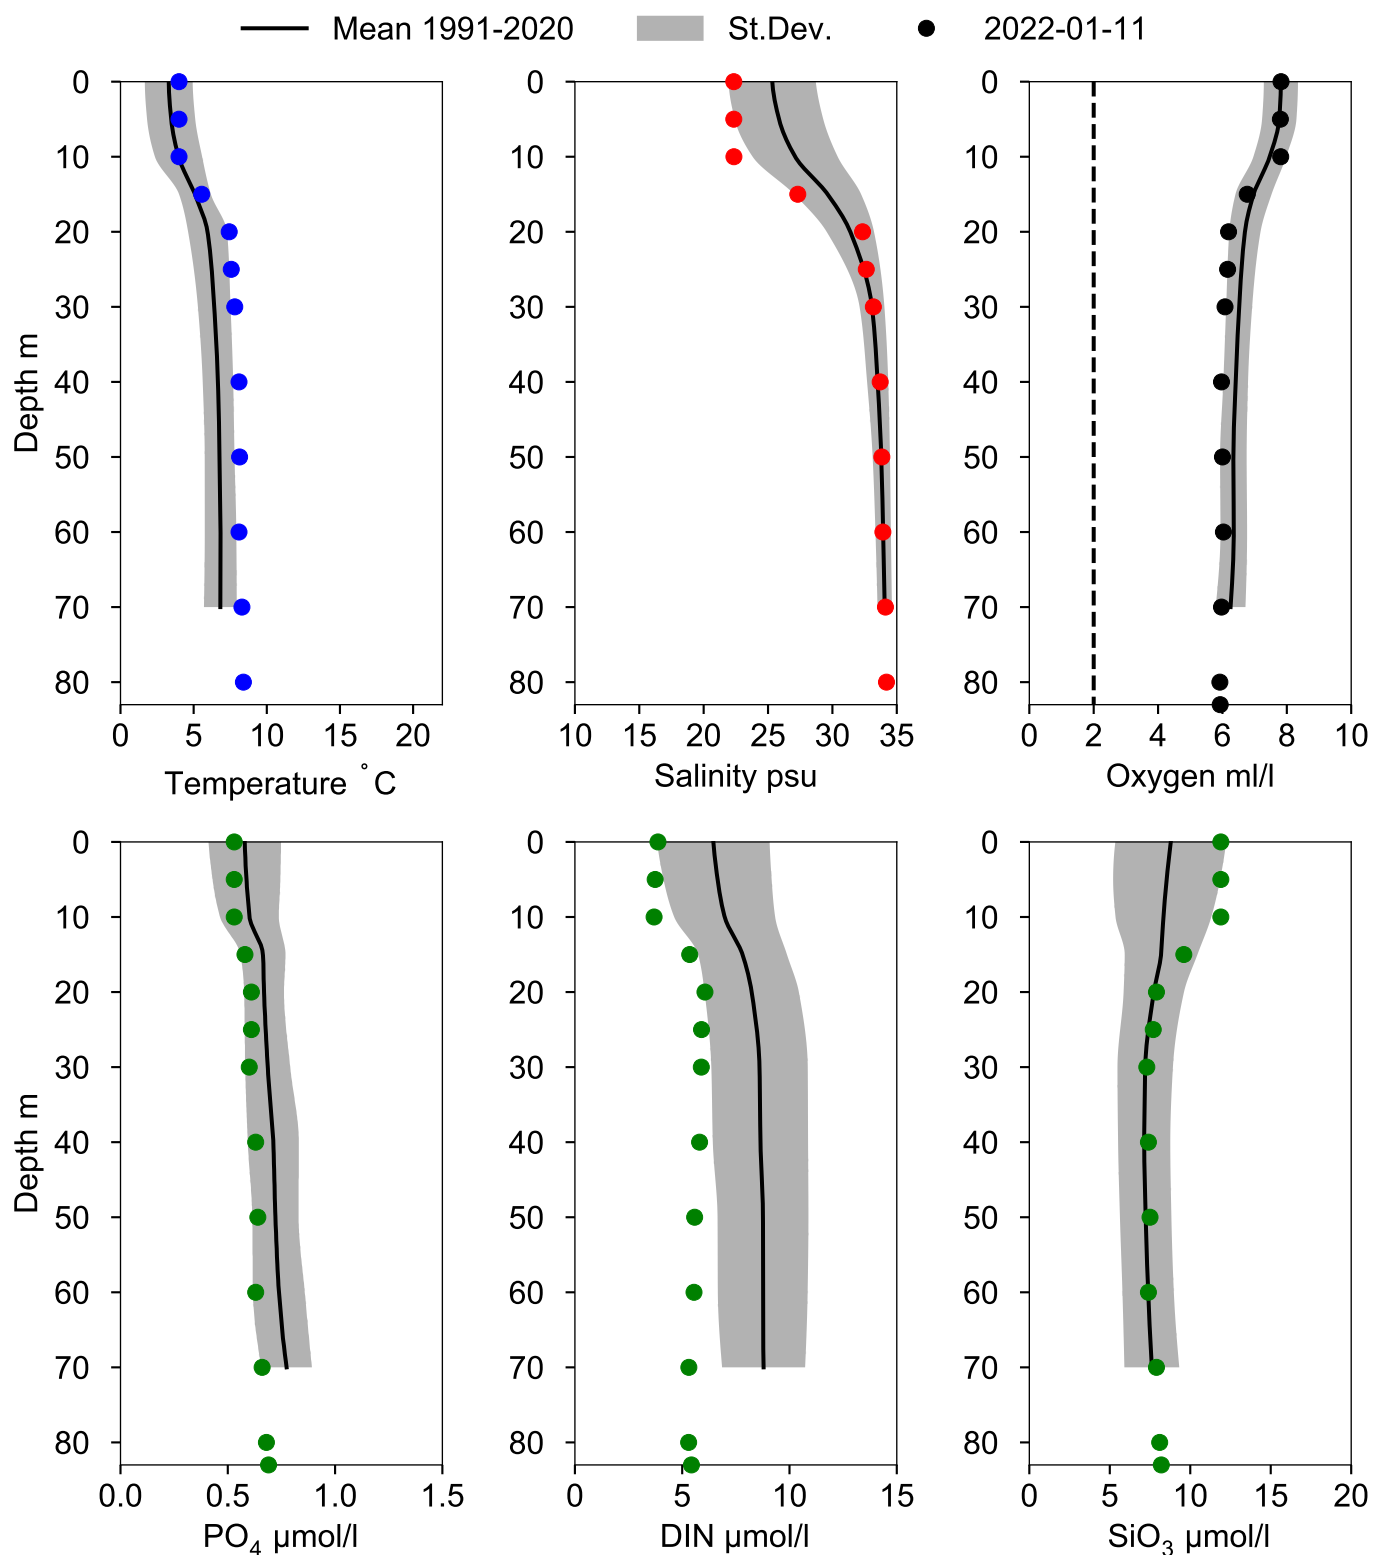 Mean 1991-2020 St.Dev. 2022-01-11
0 0 0
10 10 10
20 20 20
30 30 30
40 40 40
50 50 50
60 60 60
70 70 70
80 80 80
Depth m
0 5 10 15 20 10 15 20 25 30 35 0 2 4 6 8 10
Temperature °C Salinity psu Oxygen ml/l
0 0 0
10 10 10
20 20 20
30 30 30
40 40 40
50 50 50
60 60 60
70 70 70
80 80 80
Depth m
0.0 0.5 1.0 1.5 0 5 10 15 0 5 10 15 20
PO₄ µmol/l DIN µmol/l SiO₃ µmol/l